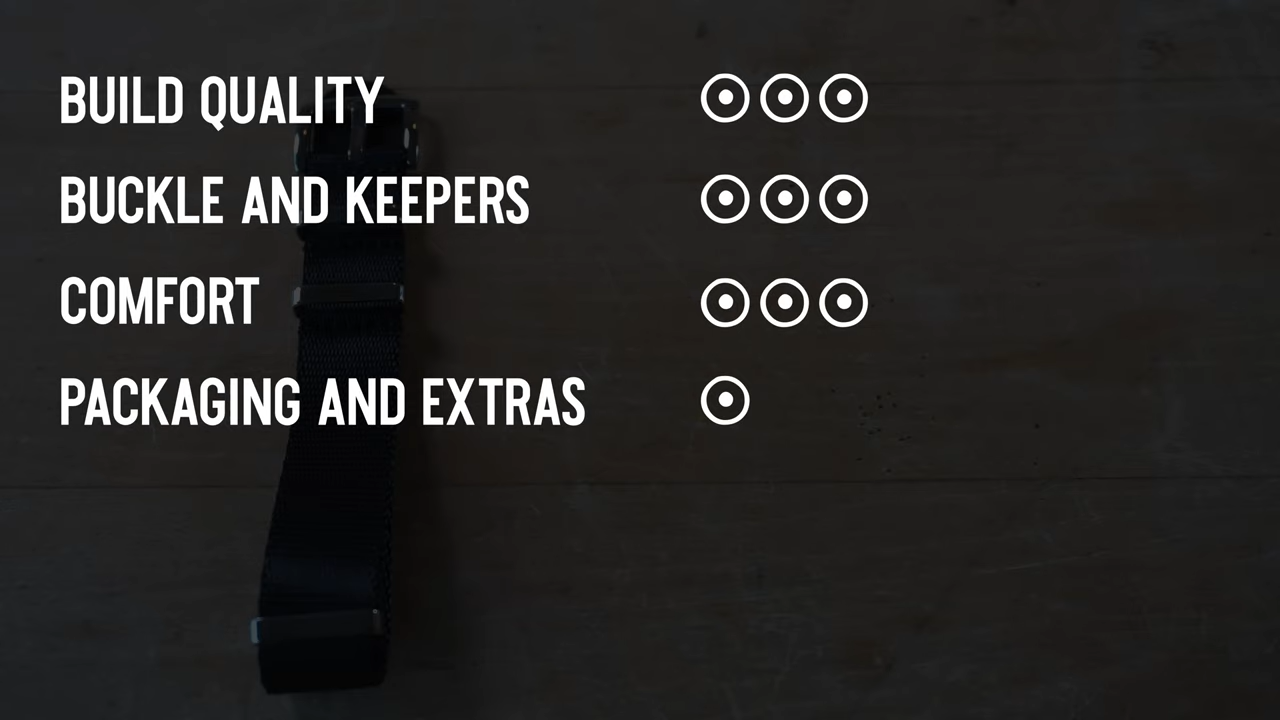 BUILD QUALITY
BUCKLE AND KEEPERS
COMFORT
PACKAGING AND EXTRAS